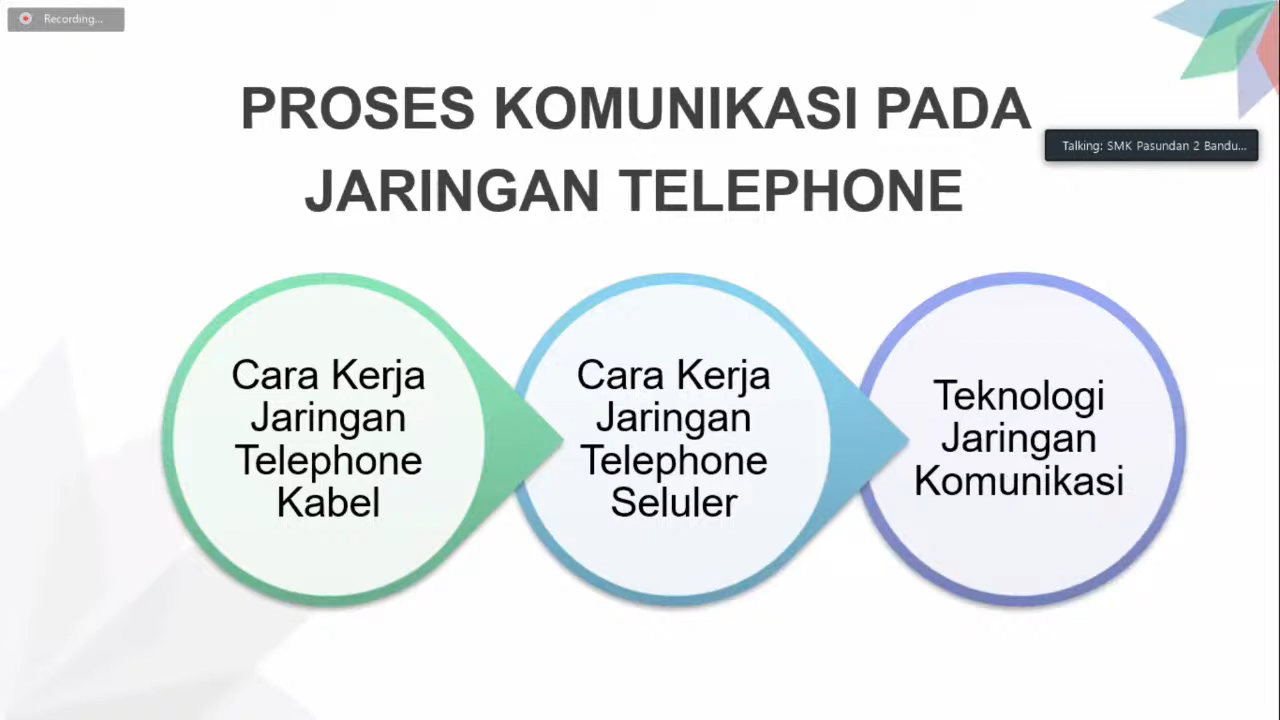 Recording...
PROSES KOMUNIKASI PADA
JARINGAN TELEPHONE
Talking: SMK Pasundan 2 Bandu...
Cara Kerja
Jaringan
Telephone
Kabel
Cara Kerja
Jaringan
Telephone
Seluler
Teknologi
Jaringan
Komunikasi